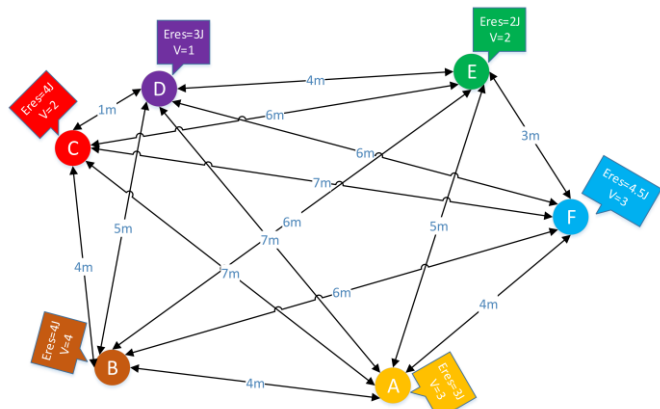 Eres=3J
V=1
Eres=2J
V=2
Eres=4J
V=2
D
E
4m
1m
6m
C
3m
6m
7m
Eres=4.5J
V=3
F
5m
6m
5m
7m
4m
7m
6m
4m
Eres=4J
V=4
B
4m
A
Eres=3J
V=3